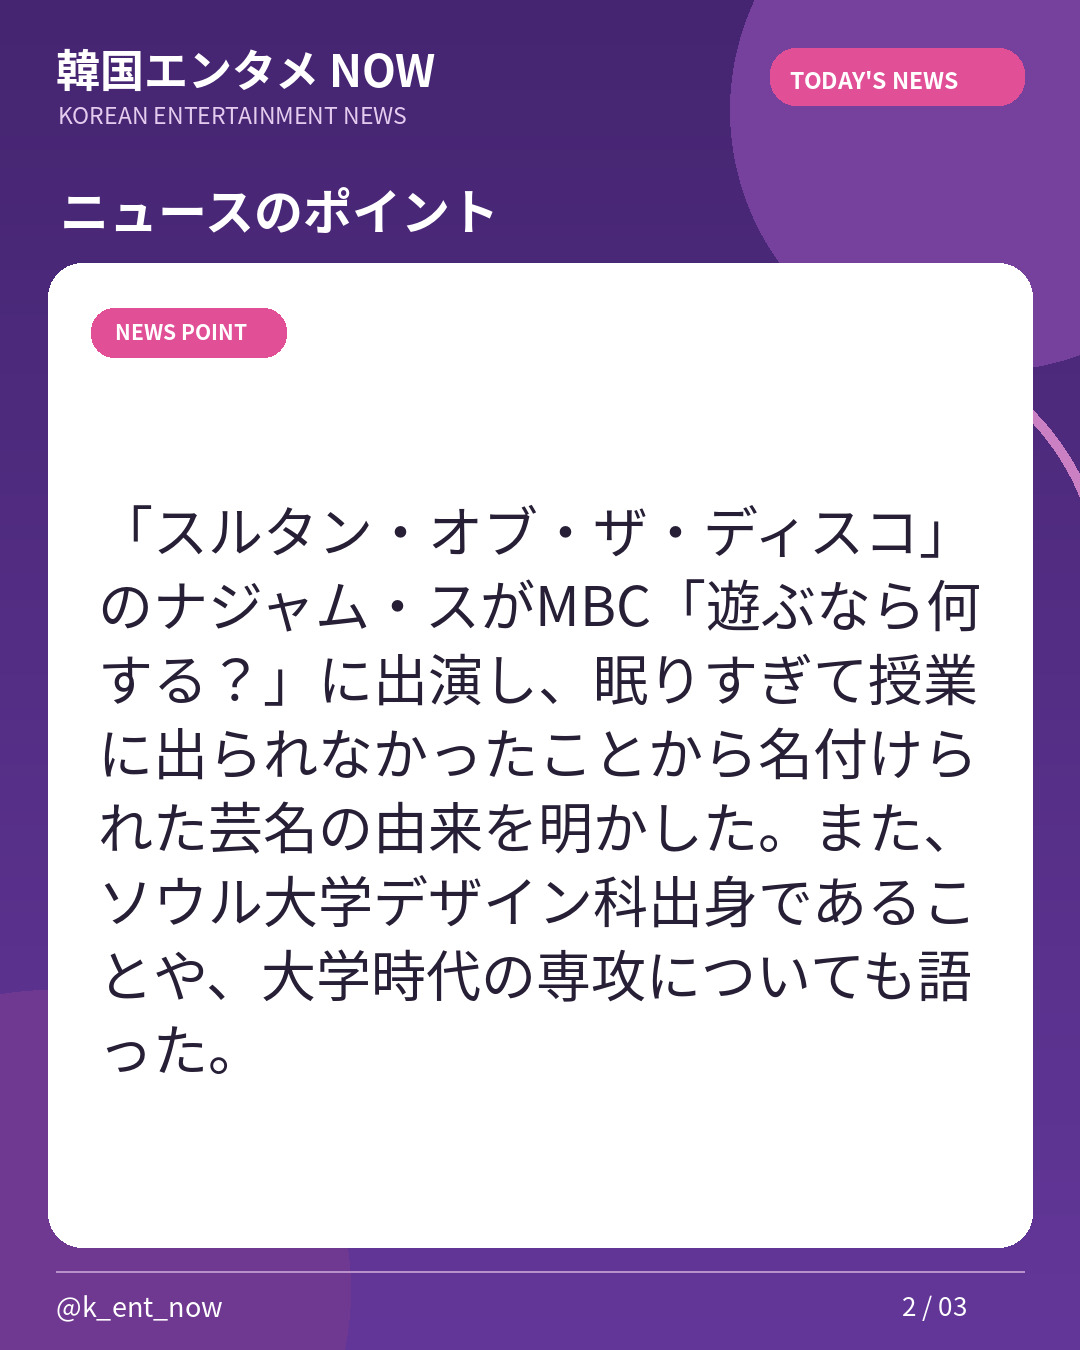 韓国エンタメ NOW
KOREAN ENTERTAINMENT NEWS
TODAY'S NEWS
ニュースのポイント
NEWS POINT
「スルタン・オブ・ザ・ディスコ」
のナジャム・スがMBC「遊ぶなら何
する？」に出演し、眠りすぎて授業
に出られなかったことから名付けら
れた芸名の由来を明かした。また、
ソウル大学デザイン科出身であるこ
とや、大学時代の専攻についても語
った。
@k_ent_now
2 / 03